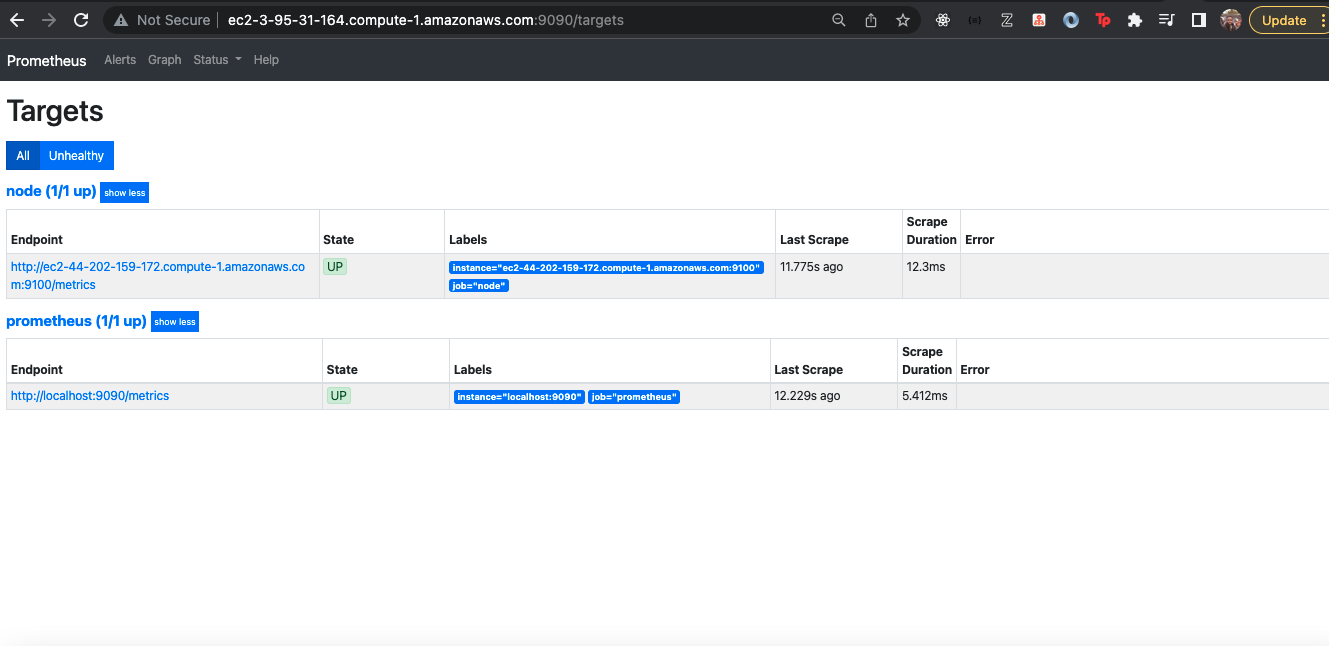 Not Secure | ec2-3-95-31-164.compute-1.amazonaws.com:9090/targets Tp Update
Prometheus Alerts Graph Status Help
Targets
All Unhealthy
node (1/1 up) show less
Endpoint State Labels Last Scrape Scrape Duration Error
http://ec2-44-202-159-172.compute-1.amazonaws.co UP instance="ec2-44-202-159-172.compute-1.amazonaws.com:9100" 11.775s ago 12.3ms
m:9100/metrics job="node"
prometheus (1/1 up) show less
Endpoint State Labels Last Scrape Scrape Duration Error
http://localhost:9090/metrics UP instance="localhost:9090" job="prometheus" 12.229s ago 5.412ms